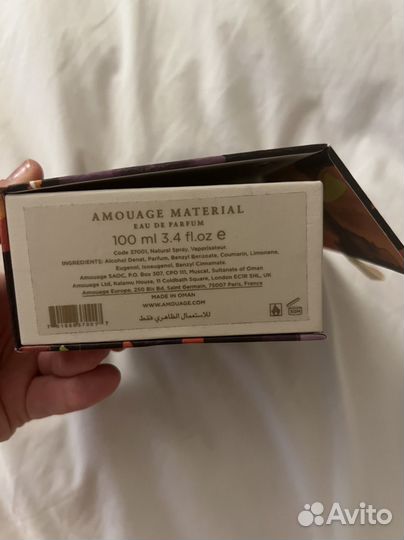 AMOUAGE MATERIAL
EAU DE PARFUM
100 ml 3.4 fl.oz e
Code 37001, Natural Spray, Vaporisateur.
INGREDIENTS: Alcohol Denat, Parfum, Benzyl Benzoate, Coumarin, Limonene,
Eugenol, Isoeugenol, Benzyl Cinnamate.
Amouage SAOC, P.O. Box 307, CPO 111, Muscat, Sultanate of Oman
Amouage Ltd, Kalamu House, 11 Coldbath Square, London EC1R 5HL, UK
Amouage Europe, 250 Bis Bd, Saint Germain, 75007 Paris, France
MADE IN OMAN
WWW.AMOUAGE.COM
للاستعمال الظاهري فقط
Avito